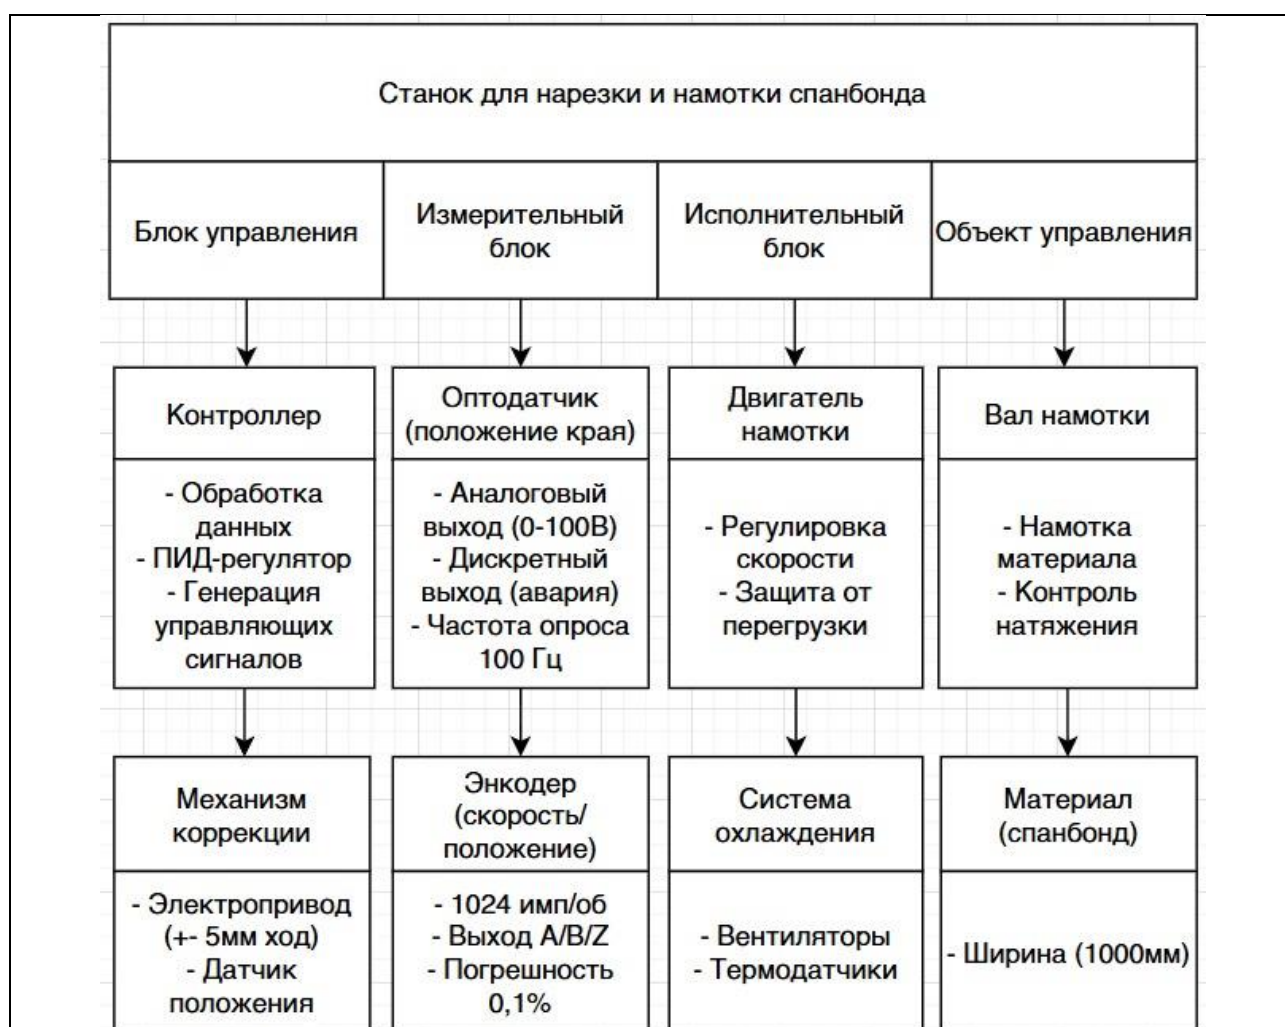 Станок для нарезки и намотки спанбонда
Блок управления
Измерительный
блок
Исполнительный
блок
Объект управления
Контроллер
- Обработка
данных
- ПИД-регулятор
- Генерация
управляющих
сигналов
Оптодатчик
(положение края)
- Аналоговый
выход (0-100В)
- Дискретный
выход (авария)
- Частота опроса
100 Гц
Двигатель
намотки
- Регулировка
скорости
- Защита от
перегрузки
Вал намотки
- Намотка
материала
- Контроль
натяжения
Механизм
коррекции
- Электропривод
(+- 5мм ход)
- Датчик
положения
Энкодер
(скорость/
положение)
- 1024 имп/об
- Выход A/B/Z
- Погрешность
0,1%
Система
охлаждения
- Вентиляторы
- Термодатчики
Материал
(спанбонд)
- Ширина (1000мм)